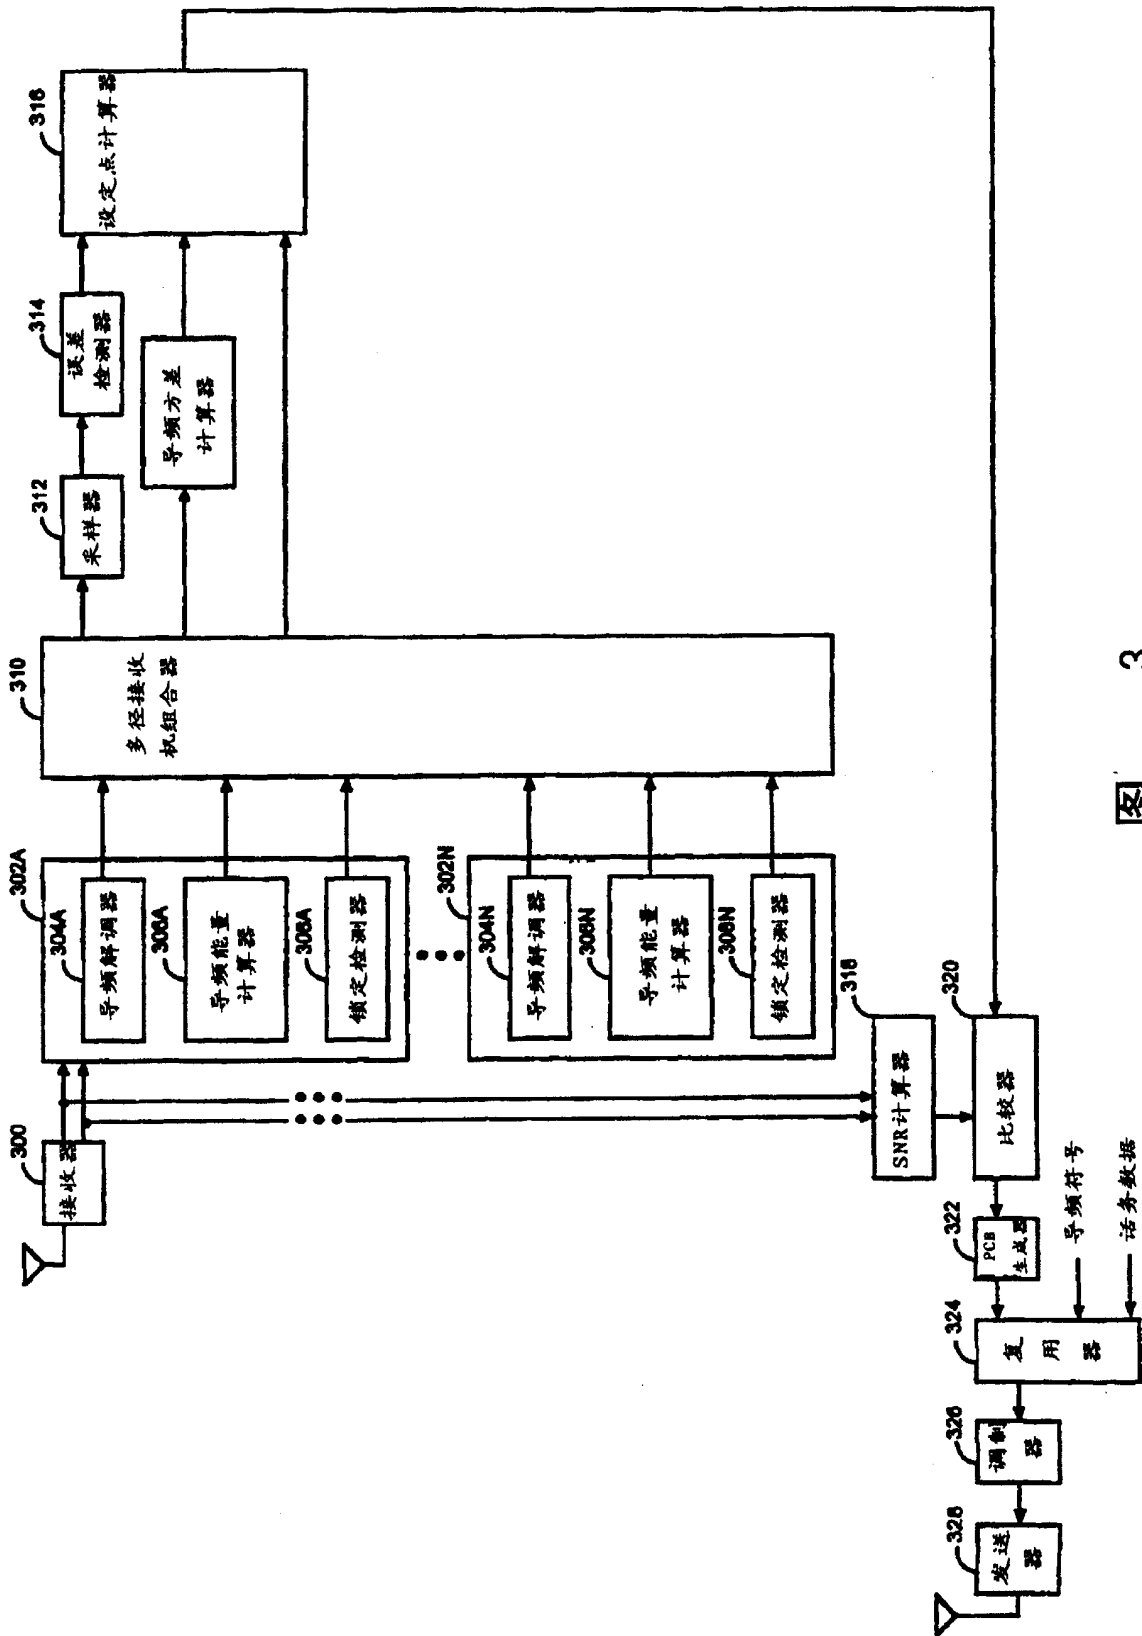 300
接收器
302A
304A
导频解调器
306A
导频能量
计算器
308A
锁定检测器
302N
304N
导频解调器
306N
导频能量
计算器
308N
锁定检测器
310
多径接收
机组合器
312
采样器
314
误差
检测器
导频方差
计算器
316
设定点计算器
318
SNR计算器
320
比较器
322
PCB
生成器
导频符号
话务数据
324
复用器
326
调制
器
328
发送
器
图 3